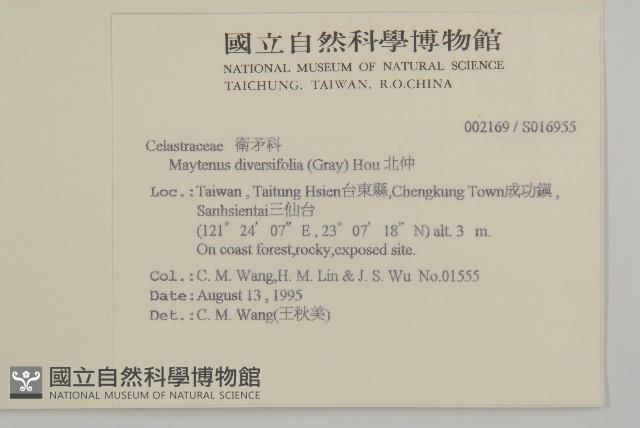 國立自然科學博物館
NATIONAL MUSEUM OF NATURAL SCIENCE
TAICHUNG, TAIWAN, R.O.CHINA
002169 / S016955
Celastraceae 衛矛科
Maytenus diversifolia (Gray) Hou 北仲
Loc.:Taiwan , Taitung Hsien台東縣,Chengkung Town成功鎮,
Sanhsientai三仙台
(121° 24' 07" E , 23° 07' 18" N) alt. 3 m.
On coast forest,rocky,exposed site.
Col.: C. M. Wang,H. M. Lin & J. S. Wu No.01555
Date: August 13 , 1995
Det.: C. M. Wang(王秋美)
國立自然科學博物館
NATIONAL MUSEUM OF NATURAL SCIENCE